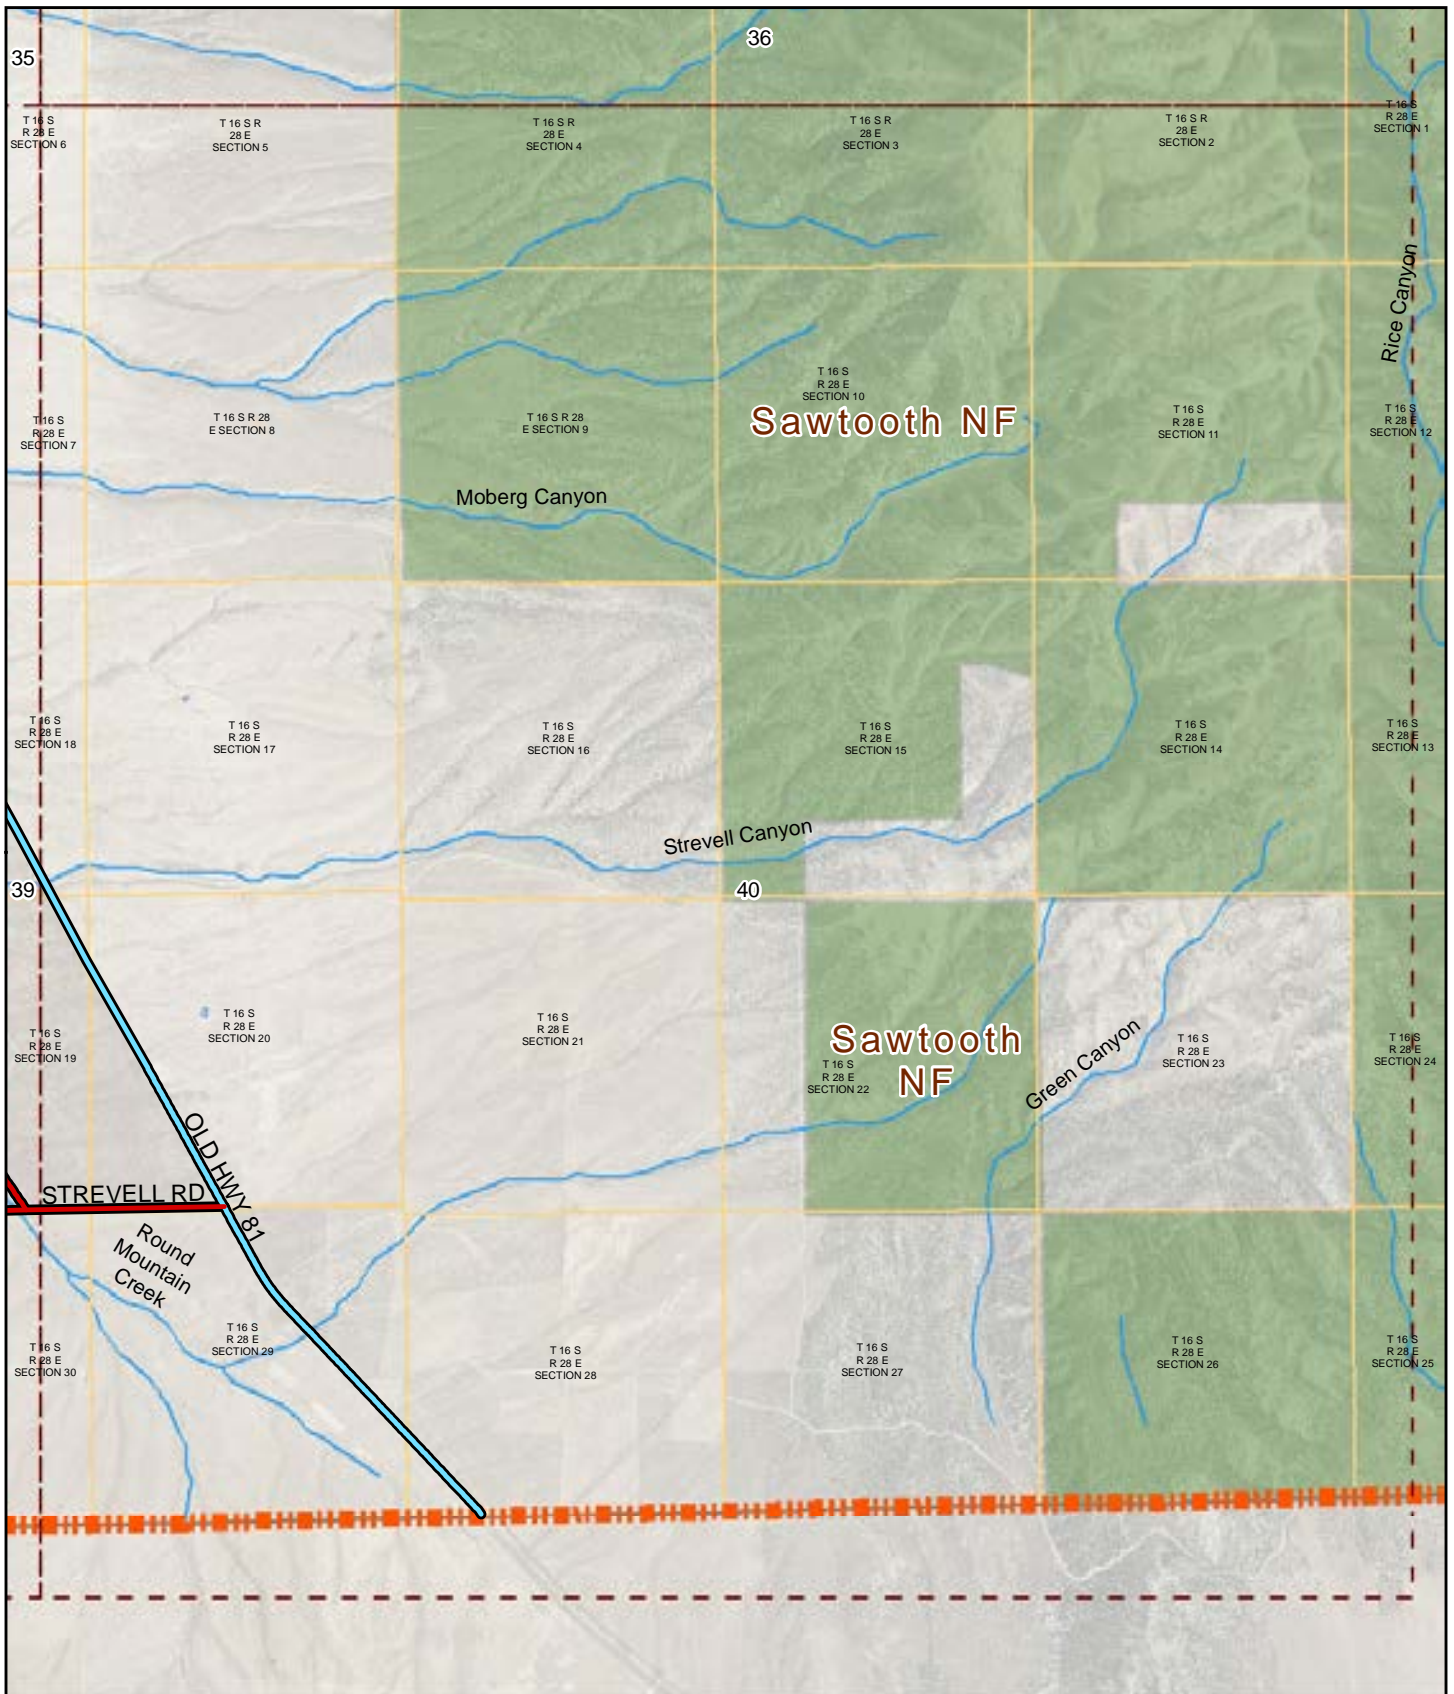 36
35
T 16 S
R 28 E
SECTION 6
T 16 S R
28 E
SECTION 5
T 16 S R
28 E
SECTION 4
T 16 S R
28 E
SECTION 3
T 16 S R
28 E
SECTION 2
T 16 S
R 28 E
SECTION 1
Rice Canyon
T 16 S
R 28 E
SECTION 7
T 16 S R 28
E SECTION 8
T 16 S R 28
E SECTION 9
T 16 S
R 28 E
SECTION 10
Sawtooth NF
T 16 S
R 28 E
SECTION 11
T 16 S
R 28 E
SECTION 12
Moberg Canyon
T 16 S
R 28 E
SECTION 18
T 16 S
R 28 E
SECTION 17
T 16 S
R 28 E
SECTION 16
T 16 S
R 28 E
SECTION 15
T 16 S
R 28 E
SECTION 14
T 16 S
R 28 E
SECTION 13
Strevell Canyon
39
40
T 16 S
R 28 E
SECTION 19
T 16 S
R 28 E
SECTION 20
T 16 S
R 28 E
SECTION 21
Sawtooth
NF
T 16 S
R 28 E
SECTION 22
Green Canyon
T 16 S
R 28 E
SECTION 23
T 16 S
R 28 E
SECTION 24
OLD HWY 81
STREVELL RD
Round
Mountain
Creek
T 16 S
R 28 E
SECTION 30
T 16 S
R 28 E
SECTION 29
T 16 S
R 28 E
SECTION 28
T 16 S
R 28 E
SECTION 27
T 16 S
R 28 E
SECTION 26
T 16 S
R 28 E
SECTION 25